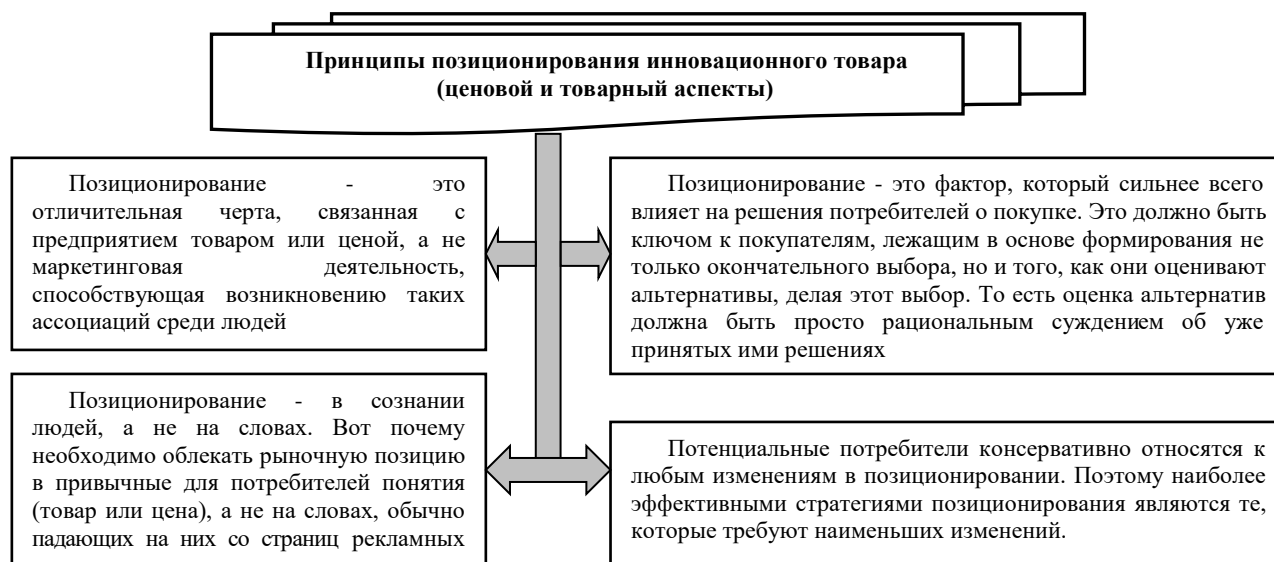 Принципы позиционирования инновационного товара
(ценовой и товарный аспекты)
Позиционирование - это
отличительная черта, связанная с
предприятием товаром или ценой, а не
маркетинговая деятельность,
способствующая возникновению таких
ассоциаций среди людей
Позиционирование - это фактор, который сильнее всего
влияет на решения потребителей о покупке. Это должно быть
ключом к покупателям, лежащим в основе формирования не
только окончательного выбора, но и того, как они оценивают
альтернативы, делая этот выбор. То есть оценка альтернатив
должна быть просто рациональным суждением об уже
принятых ими решениях
Позиционирование - в сознании
людей, а не на словах. Вот почему
необходимо облекать рыночную позицию
в привычные для потребителей понятия
(товар или цена), а не на словах, обычно
падающих на них со страниц рекламных
Потенциальные потребители консервативно относятся к
любым изменениям в позиционировании. Поэтому наиболее
эффективными стратегиями позиционирования являются те,
которые требуют наименьших изменений.